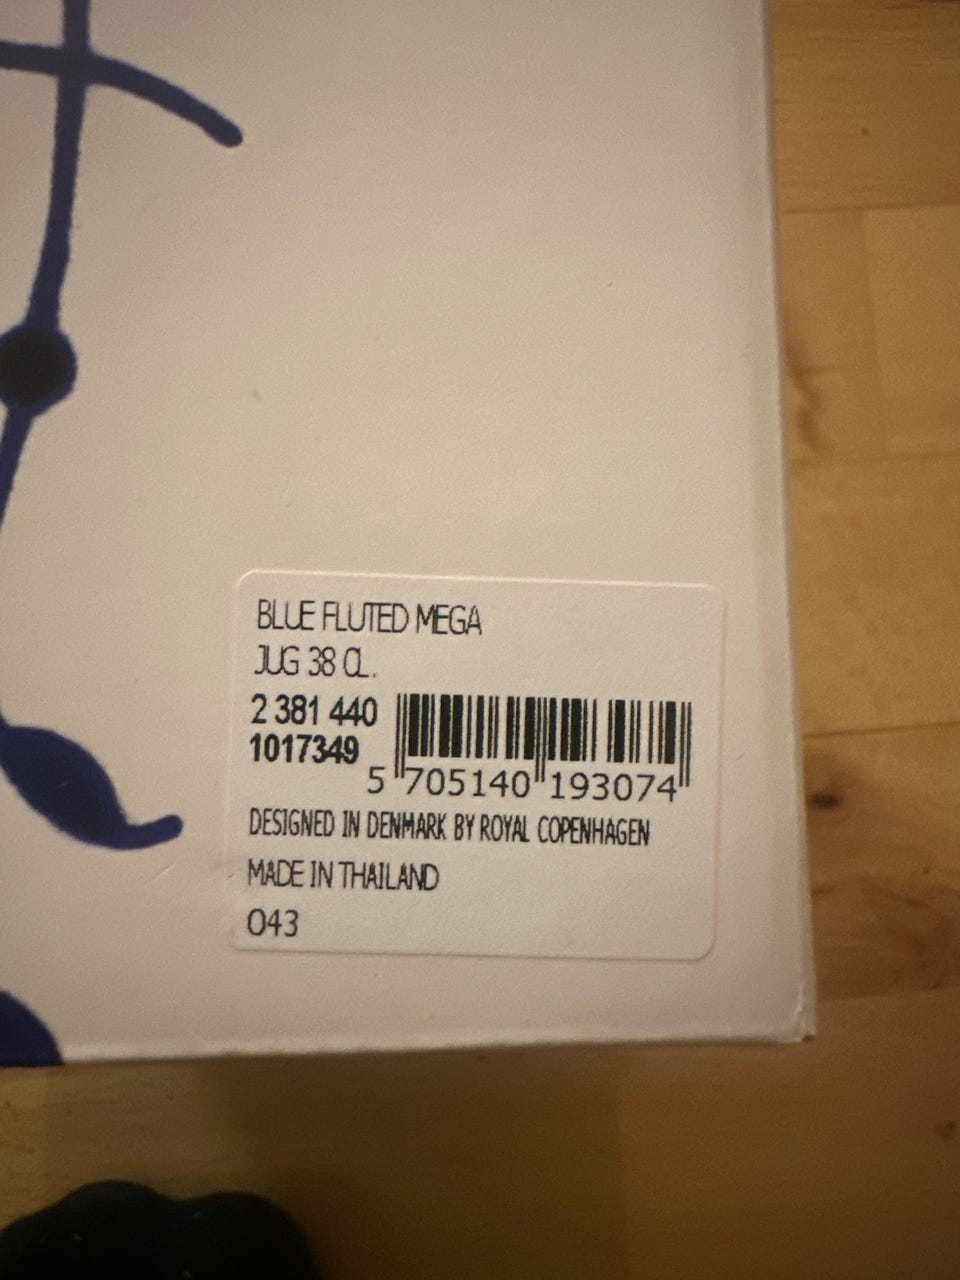 BLUE FLUTED MEGA
JUG 38 CL.
2 381 440
1017349
5 705140 193074
DESIGNED IN DENMARK BY ROYAL COPENHAGEN
MADE IN THAILAND
043